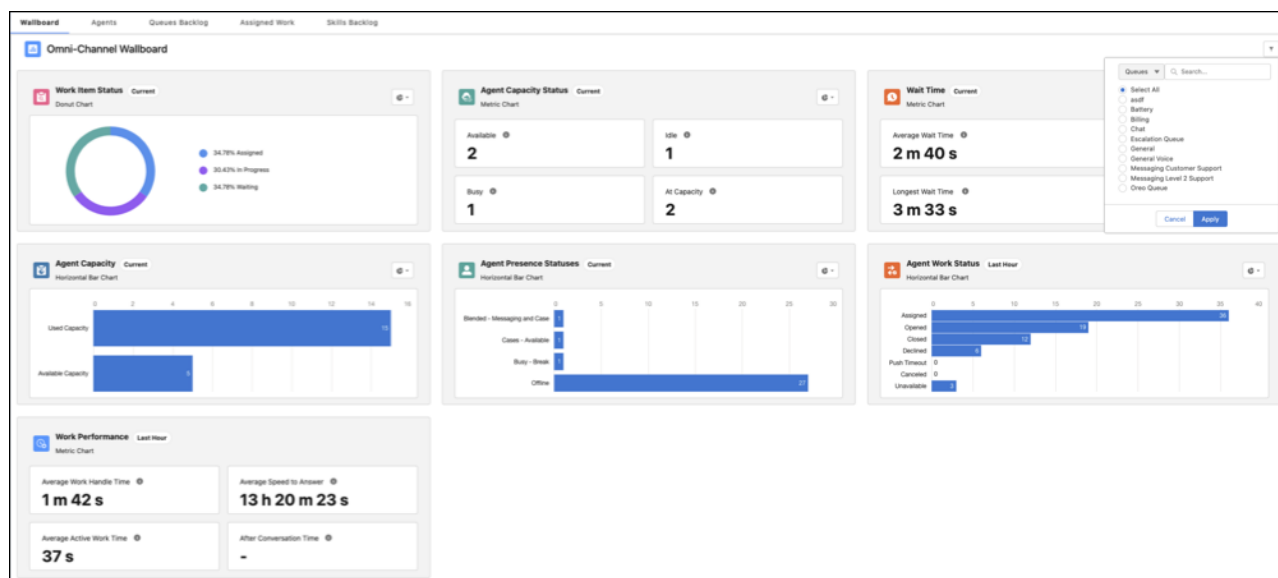 Wallboard Agents Queues Backlog Assigned Work Skills Backlog
Omni-Channel Wallboard
Queues Search...
Select All
asdf
Battery
Billing
Chat
Escalation Queue
General
General Voice
Messaging Customer Support
Messaging Level 2 Support
Oreo Queue
Cancel Apply
Work Item Status Current
Donut Chart
34.78% Assigned
30.43% In Progress
34.78% Waiting
Agent Capacity Status Current
Metric Chart
Available
2
Idle
1
Busy
1
At Capacity
2
Wait Time Current
Metric Chart
Average Wait Time
2 m 40 s
Longest Wait Time
3 m 33 s
Agent Capacity Current
Horizontal Bar Chart
0 2 4 6 8 10 12 14 16
Used Capacity 15
Available Capacity 5
Agent Presence Statuses Current
Horizontal Bar Chart
0 5 10 15 20 25 30
Blended - Messaging and Case 1
Cases - Available 1
Busy - Break 1
Offline 27
Agent Work Status Last Hour
Horizontal Bar Chart
0 5 10 15 20 25 30 35 40
Assigned 36
Opened 19
Closed 12
Declined 6
Push Timeout 0
Canceled 0
Unavailable 3
Work Performance Last Hour
Metric Chart
Average Work Handle Time
1 m 42 s
Average Speed to Answer
13 h 20 m 23 s
Average Active Work Time
37 s
After Conversation Time
-